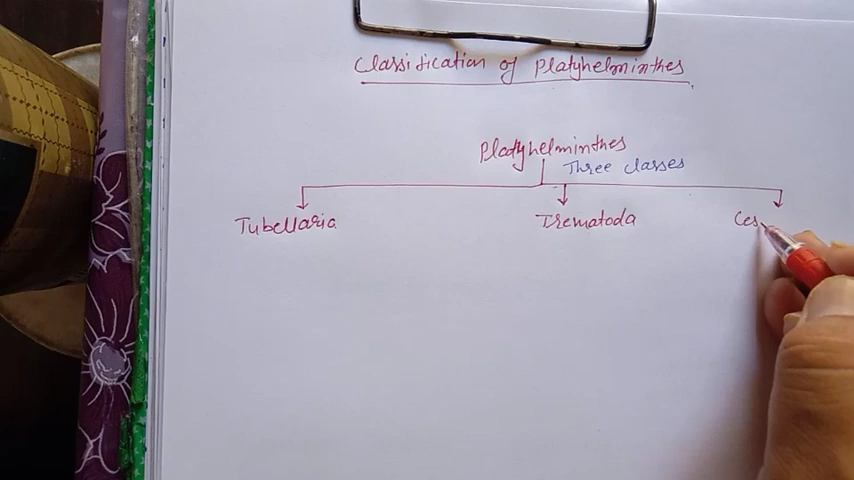 Classification of Platyhelminthes
Platyhelminthes
Three classes
Tubellaria Trematoda Ces